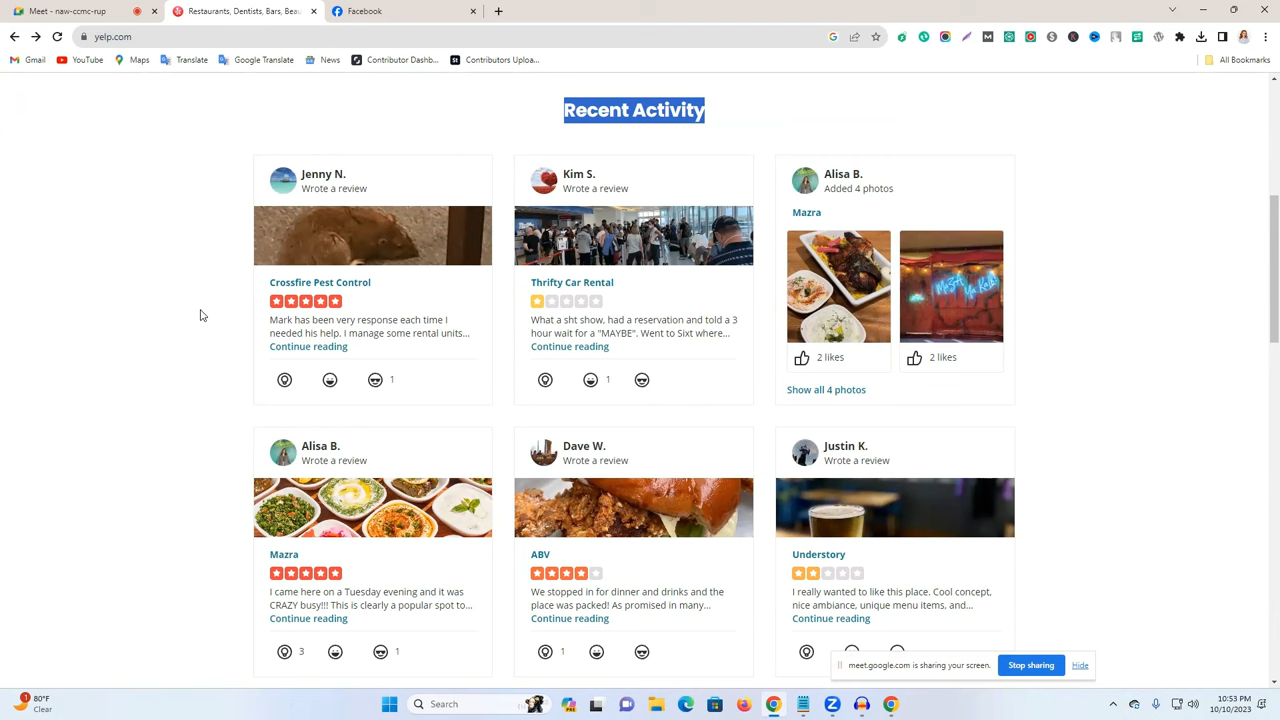 Meet - naw-ccmc-rup
Restaurants, Dentists, Bars, Beau
Facebook
yelp.com
Gmail
YouTube
Maps
Translate
Google Translate
News
Contributor Dashb...
Contributors Uploa...
All Bookmarks
Recent Activity
Jenny N.
Wrote a review
Crossfire Pest Control
Mark has been very response each time I
needed his help. I manage some rental units...
Continue reading
1
Kim S.
Wrote a review
Thrifty Car Rental
What a sht show, had a reservation and told a 3
hour wait for a "MAYBE". Went to Sixt where...
Continue reading
1
Alisa B.
Added 4 photos
Mazra
2 likes
2 likes
Show all 4 photos
Alisa B.
Wrote a review
Mazra
I came here on a Tuesday evening and it was
CRAZY busy!!! This is clearly a popular spot to...
Continue reading
3
1
Dave W.
Wrote a review
ABV
We stopped in for dinner and drinks and the
place was packed! As promised in many...
Continue reading
1
Justin K.
Wrote a review
Understory
I really wanted to like this place. Cool concept,
nice ambiance, unique menu items, and...
Continue reading
meet.google.com is sharing your screen.
Stop sharing
Hide
1
80°F
Clear
Search
10:53 PM
10/10/2023